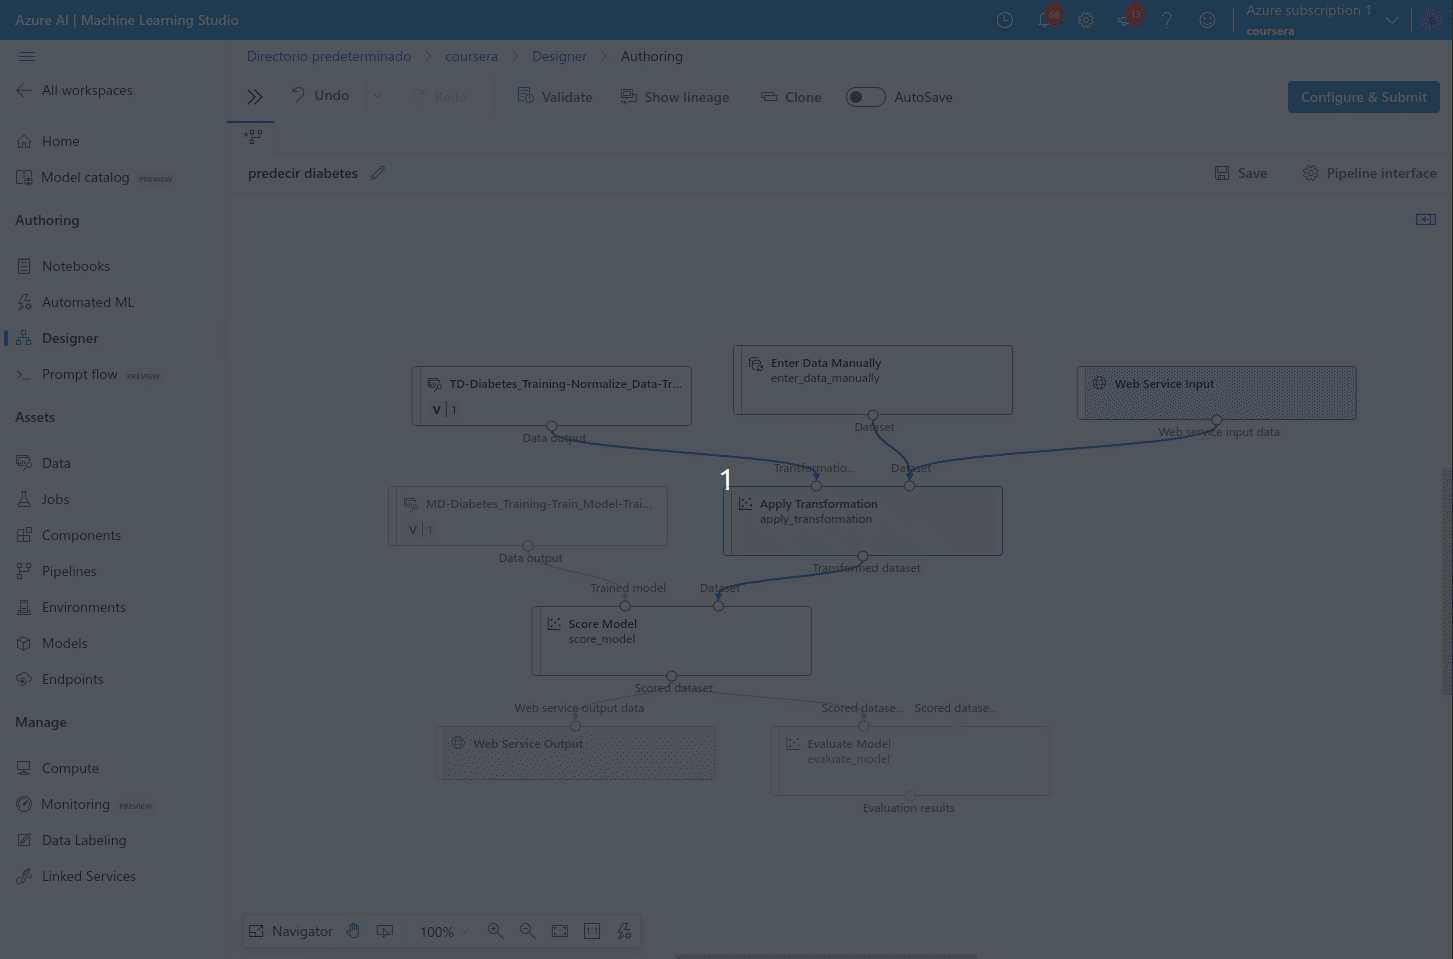 Azure AI | Machine Learning Studio
68
13
Azure subscription 1
coursera
Directorio predeterminado
coursera
Designer
Authoring
All workspaces
Undo
Redo
Validate
Show lineage
Clone
AutoSave
Configure & Submit
Home
Model catalog PREVIEW
predecir diabetes
Save
Pipeline interface
Authoring
Notebooks
Automated ML
Designer
Prompt flow PREVIEW
Assets
Data
Jobs
Components
Pipelines
Environments
Models
Endpoints
Manage
Compute
Monitoring PREVIEW
Data Labeling
Linked Services
TD-Diabetes_Training-Normalize_Data-Tr...
V | 1
Data output
Enter Data Manually
enter_data_manually
Dataset
Web Service Input
Web service input data
Transformatio...
Dataset
1
MD-Diabetes_Training-Train_Model-Trai...
V | 1
Data output
Apply Transformation
apply_transformation
Transformed dataset
Trained model
Dataset
Score Model
score_model
Scored dataset
Web service output data
Scored datase...
Scored datase...
Web Service Output
Evaluate Model
evaluate_model
Evaluation results
Navigator
100%
1:1